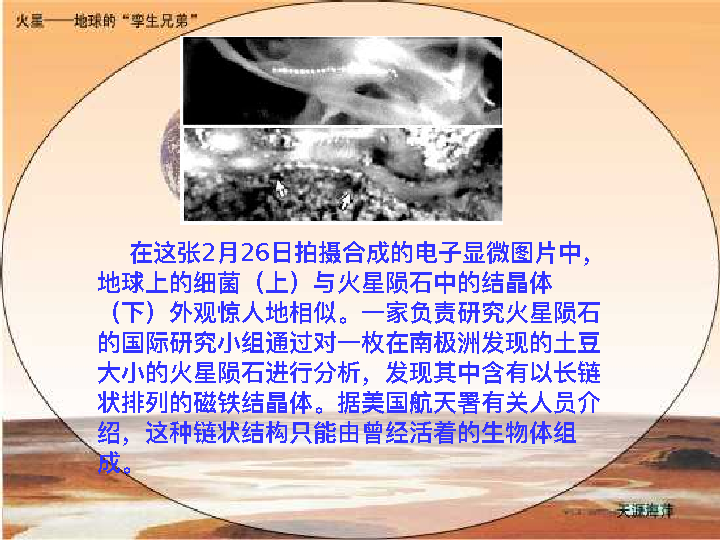 火星——地球的“孪生兄弟”
在这张2月26日拍摄合成的电子显微图片中，
地球上的细菌（上）与火星陨石中的结晶体
（下）外观惊人地相似。一家负责研究火星陨石
的国际研究小组通过对一枚在南极洲发现的土豆
大小的火星陨石进行分析，发现其中含有以长链
状排列的磁铁结晶体。据美国航天署有关人员介
绍，这种链状结构只能由曾经活着的生物体组
成。
天涯海洋